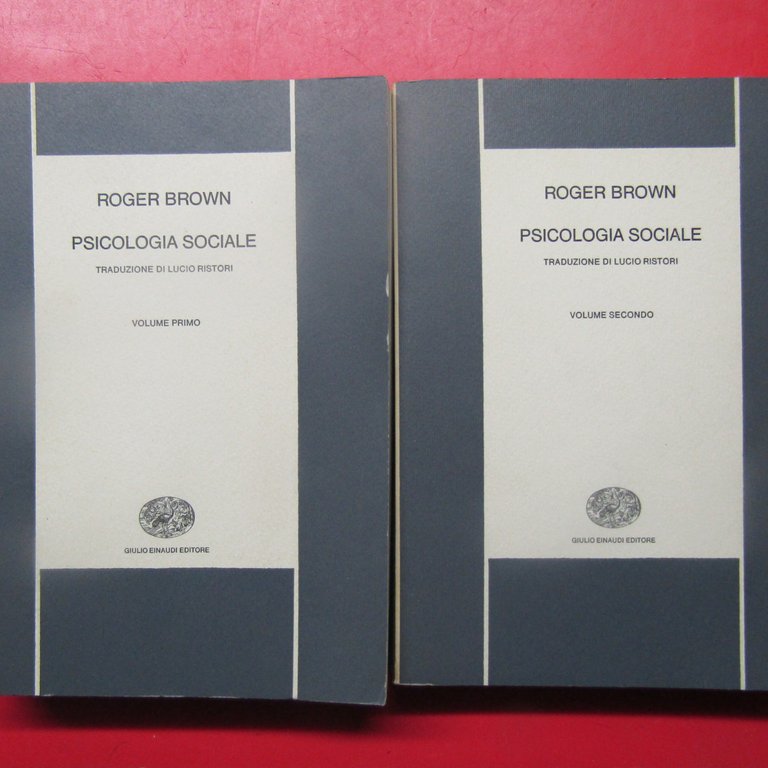 ROGER BROWN
PSICOLOGIA SOCIALE
TRADUZIONE DI LUCIO RISTORI
VOLUME PRIMO
GIULIO EINAUDI EDITORE
ROGER BROWN
PSICOLOGIA SOCIALE
TRADUZIONE DI LUCIO RISTORI
VOLUME SECONDO
GIULIO EINAUDI EDITORE